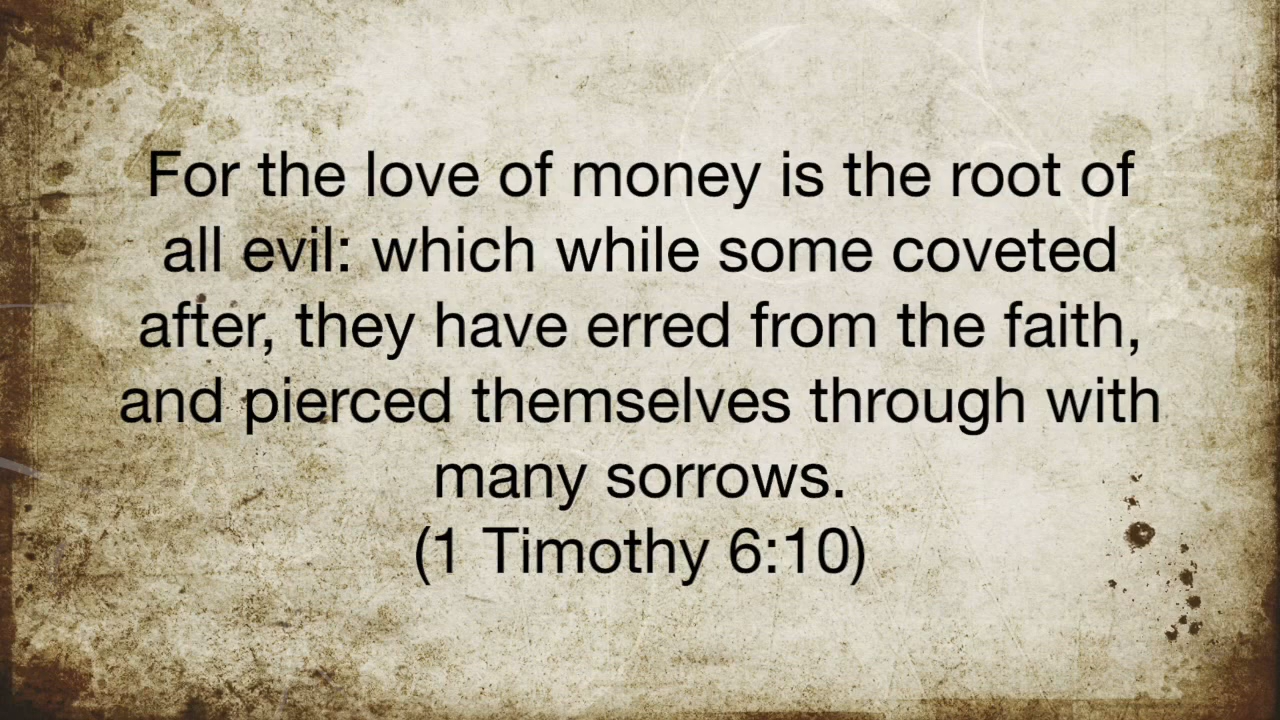 For the love of money is the root of
all evil: which while some coveted
after, they have erred from the faith,
and pierced themselves through with
many sorrows.
(1 Timothy 6:10)